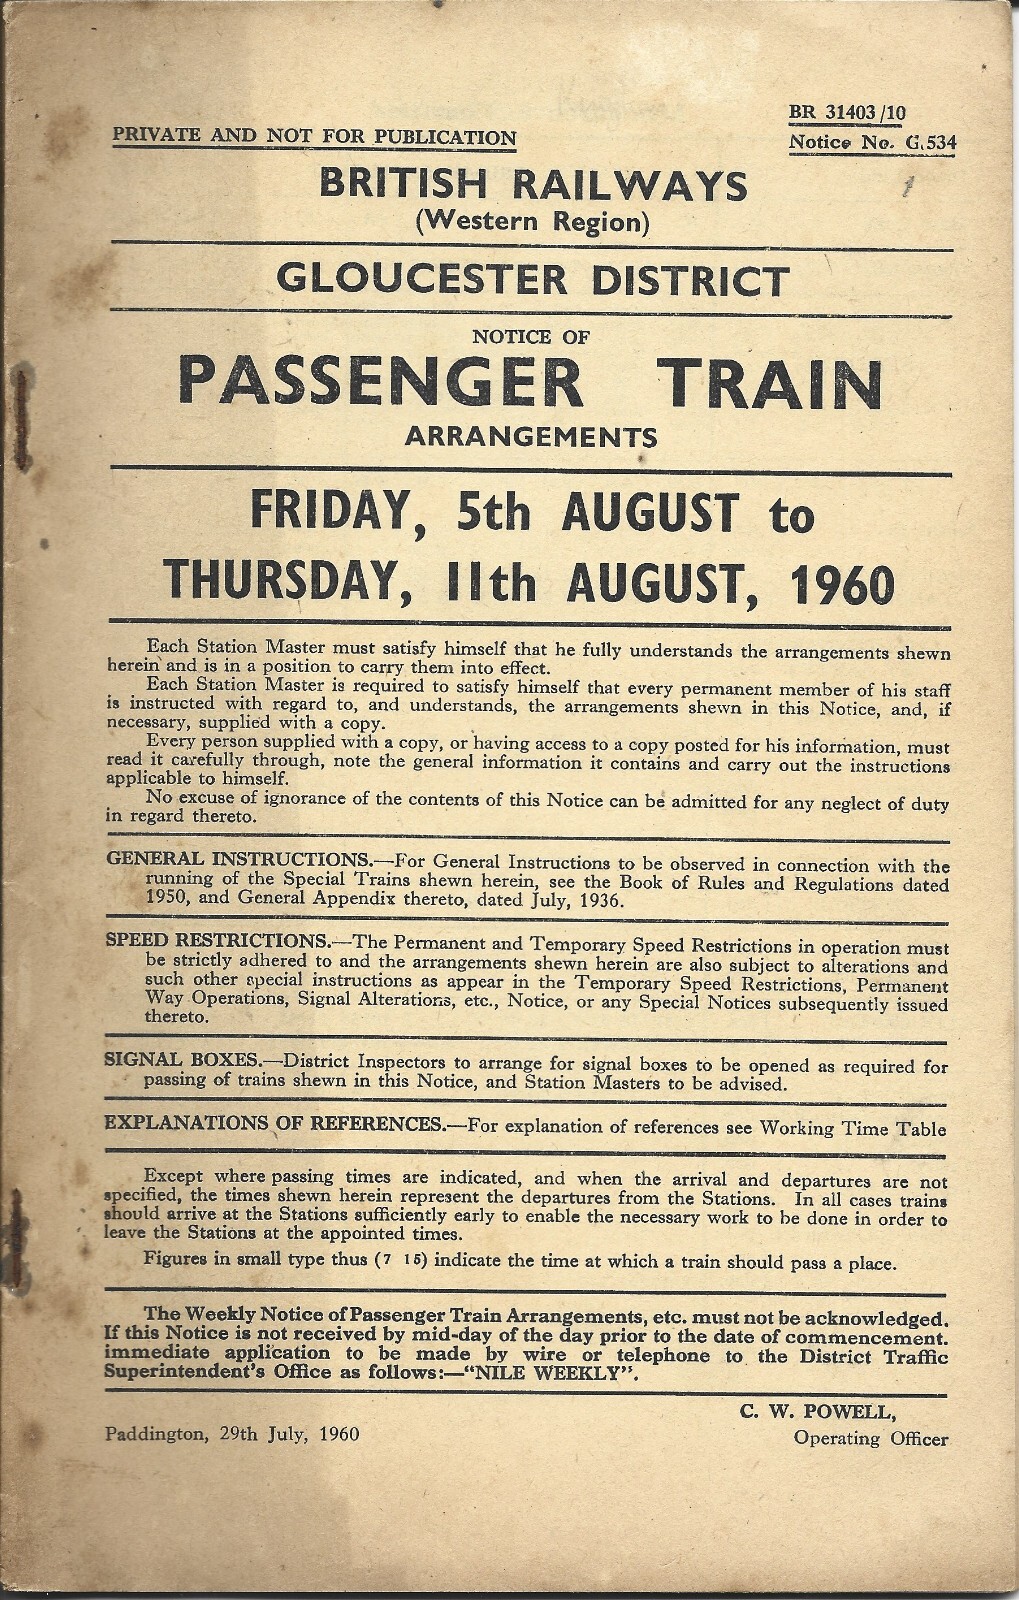 BR 31403/10
PRIVATE AND NOT FOR PUBLICATION
Notice No. G.534
BRITISH RAILWAYS
(Western Region)
GLOUCESTER DISTRICT
NOTICE OF
PASSENGER TRAIN
ARRANGEMENTS
FRIDAY, 5th AUGUST to
THURSDAY, 11th AUGUST, 1960
Each Station Master must satisfy himself that he fully understands the arrangements shewn
herein and is in a position to carry them into effect.
Each Station Master is required to satisfy himself that every permanent member of his staff
is instructed with regard to, and understands, the arrangements shewn in this Notice, and, if
necessary, supplied with a copy.
Every person supplied with a copy, or having access to a copy posted for his information, must
read it carefully through, note the general information it contains and carry out the instructions
applicable to himself.
No excuse of ignorance of the contents of this Notice can be admitted for any neglect of duty
in regard thereto.
GENERAL INSTRUCTIONS.—For General Instructions to be observed in connection with the
running of the Special Trains shewn herein, see the Book of Rules and Regulations dated
1950, and General Appendix thereto, dated July, 1936.
SPEED RESTRICTIONS.—The Permanent and Temporary Speed Restrictions in operation must
be strictly adhered to and the arrangements shewn herein are also subject to alterations and
such other special instructions as appear in the Temporary Speed Restrictions, Permanent
Way Operations, Signal Alterations, etc., Notice, or any Special Notices subsequently issued
thereto.
SIGNAL BOXES.—District Inspectors to arrange for signal boxes to be opened as required for
passing of trains shewn in this Notice, and Station Masters to be advised.
EXPLANATIONS OF REFERENCES.—For explanation of references see Working Time Table
Except where passing times are indicated, and when the arrival and departures are not
specified, the times shewn herein represent the departures from the Stations. In all cases trains
should arrive at the Stations sufficiently early to enable the necessary work to be done in order to
leave the Stations at the appointed times.
Figures in small type thus (7 15) indicate the time at which a train should pass a place.
The Weekly Notice of Passenger Train Arrangements, etc. must not be acknowledged.
If this Notice is not received by mid-day of the day prior to the date of commencement.
immediate application to be made by wire or telephone to the District Traffic
Superintendent's Office as follows:—"NILE WEEKLY".
C. W. POWELL,
Paddington, 29th July, 1960
Operating Officer